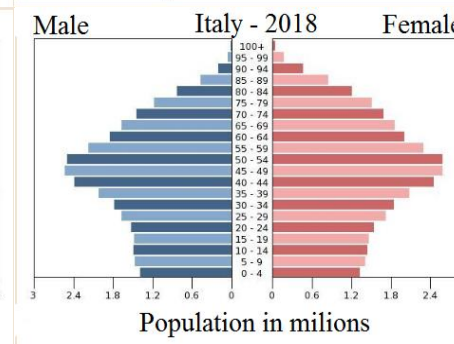 Male Italy - 2018 Female
100+
95 - 99
90 - 94
85 - 89
80 - 84
75 - 79
70 - 74
65 - 69
60 - 64
55 - 59
50 - 54
45 - 49
40 - 44
35 - 39
30 - 34
25 - 29
20 - 24
15 - 19
10 - 14
5 - 9
0 - 4
3 2.4 1.8 1.2 0.6 0 0 0.6 1.2 1.8 2.4
Population in milions